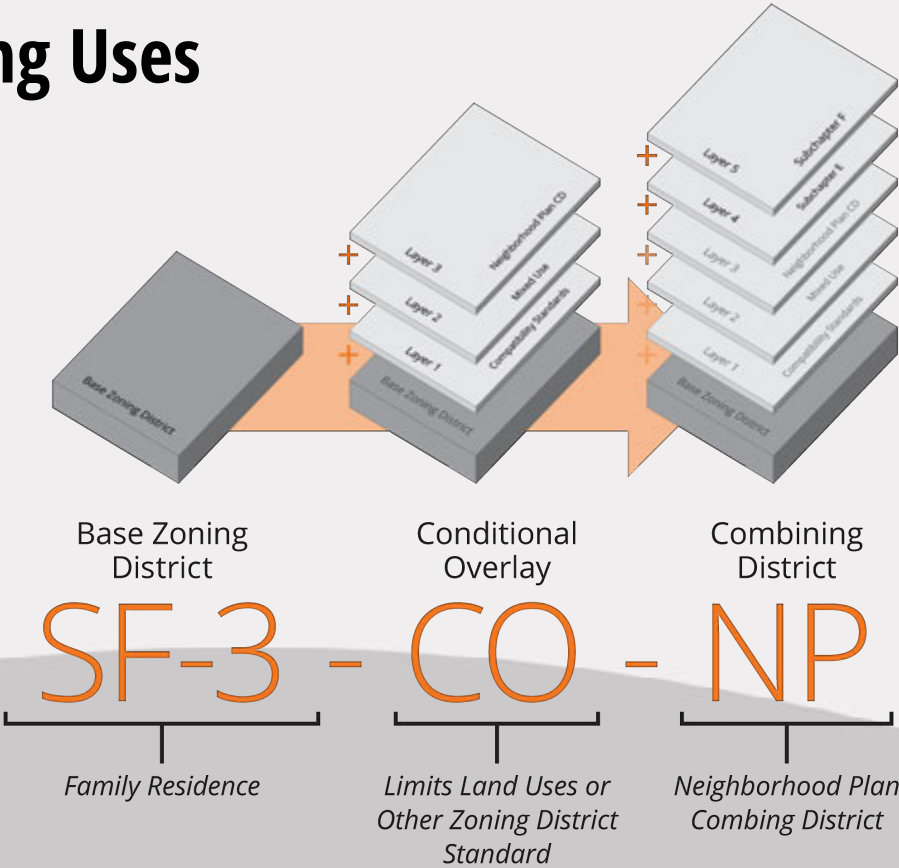 ng Uses
Layer 5
Subchapter F
Layer 4
Subchapter E
Layer 3
Neighborhood Plan CD
Layer 2
Mixed Use
Layer 1
Compatibility Standards
Base Zoning District
Layer 3
Neighborhood Plan CD
Layer 2
Mixed Use
Layer 1
Compatibility Standards
Base Zoning District
Base Zoning District
+
+
+
+
+
+
+
+
Base Zoning
District
Conditional
Overlay
Combining
District
SF-3 - CO - NP
Family Residence
Limits Land Uses or
Other Zoning District
Standard
Neighborhood Plan
Combing District